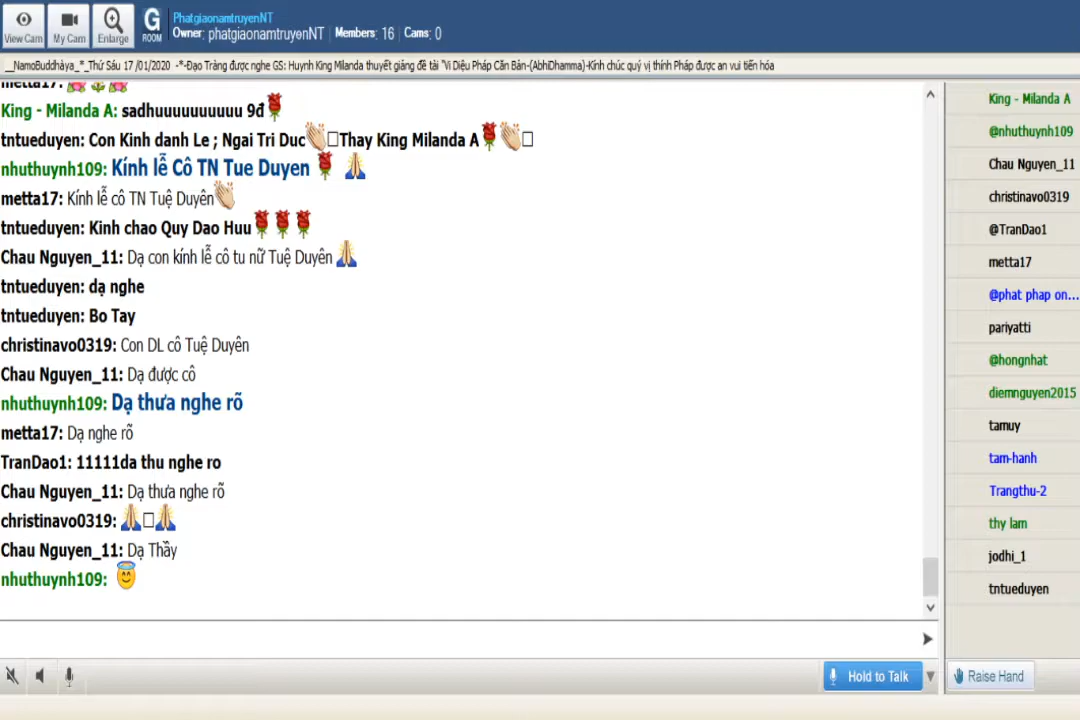 View Cam
My Cam
Enlarge
G
ROOM
PhatgiaonamtruyenNT
Owner: phatgiaonamtruyenNT Members: 16 Cams: 0
__NamoBuddhàya_*_Thứ Sáu 17 /01/2020 -*-Đạo Tràng được nghe GS: Huynh King Milanda thuyết giảng đề tài "Vi Diệu Pháp Căn Bản-(AbhiDhamma)-Kính chúc quý vị thính Pháp được an vui tiến hóa
metta17:
King - Milanda A: sadhuuuuuuuuuu 9đ
tntueduyen: Con Kinh danh Le ; Ngai Tri Duc Thay King Milanda A
nhuthuynh109: Kính lễ Cô TN Tue Duyen
metta17: Kính lễ cô TN Tuệ Duyên
tntueduyen: Kinh chao Quy Dao Huu
Chau Nguyen_11: Dạ con kính lễ cô tu nữ Tuệ Duyên
tntueduyen: dạ nghe
tntueduyen: Bo Tay
christinavo0319: Con DL cô Tuệ Duyên
Chau Nguyen_11: Dạ được cô
nhuthuynh109: Dạ thưa nghe rõ
metta17: Dạ nghe rõ
TranDao1: 11111da thu nghe ro
Chau Nguyen_11: Dạ thưa nghe rõ
christinavo0319:
Chau Nguyen_11: Dạ Thầy
nhuthuynh109:
King - Milanda A
@nhuthuynh109
Chau Nguyen_11
christinavo0319
@TranDao1
metta17
@phat phap on...
pariyatti
@hongnhat
diemnguyen2015
tamuy
tam-hanh
Trangthu-2
thy lam
jodhi_1
tntueduyen
Hold to Talk
Raise Hand